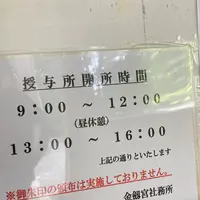 授与所開所時間
9:00 ～ 12:00
(昼休憩)
13:00 ～ 16:00
上記の通りといたします
※御朱印の頒布は実施しておりません。
金鑚宮社務所